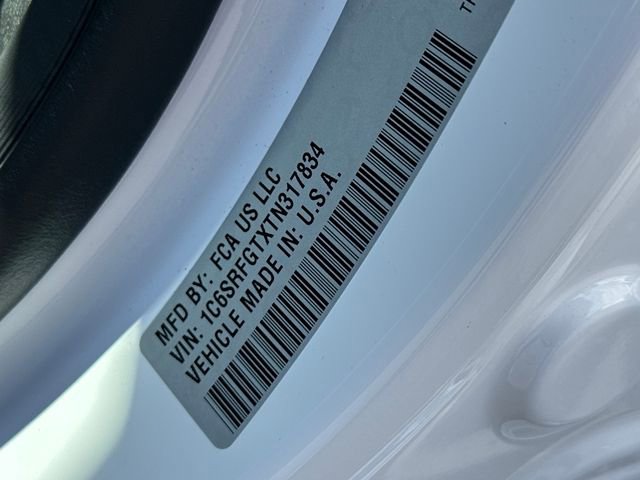 MFD BY: FCA US LLC
VIN: 1C6SRFGTXTN317834
VEHICLE MADE IN: U.S.A.